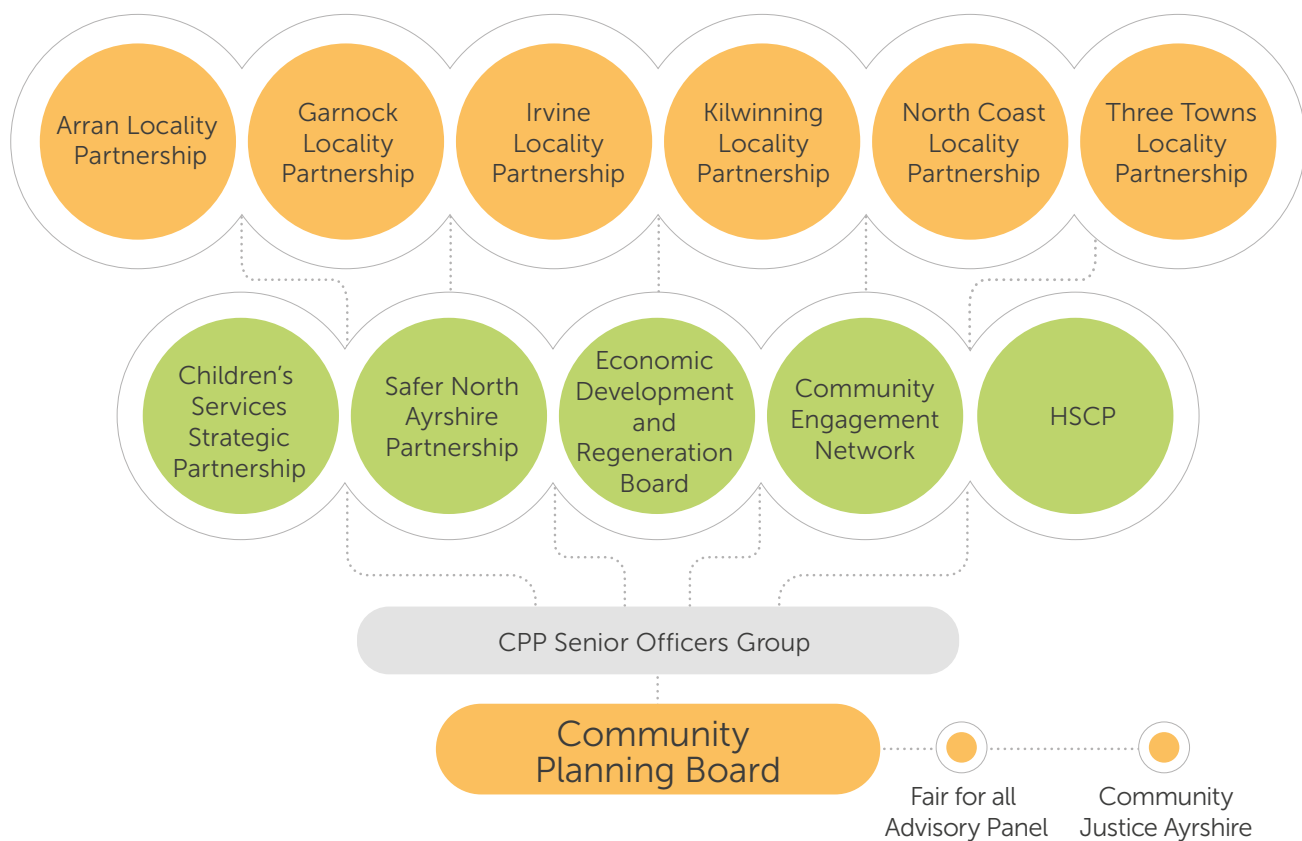 Arran Locality
Partnership
Garnock
Locality
Partnership
Irvine
Locality
Partnership
Kilwinning
Locality
Partnership
North Coast
Locality
Partnership
Three Towns
Locality
Partnership
Children's
Services
Strategic
Partnership
Safer North
Ayrshire
Partnership
Economic
Development
and
Regeneration
Board
Community
Engagement
Network
HSCP
CPP Senior Officers Group
Community
Planning Board
Fair for all
Advisory Panel
Community
Justice Ayrshire